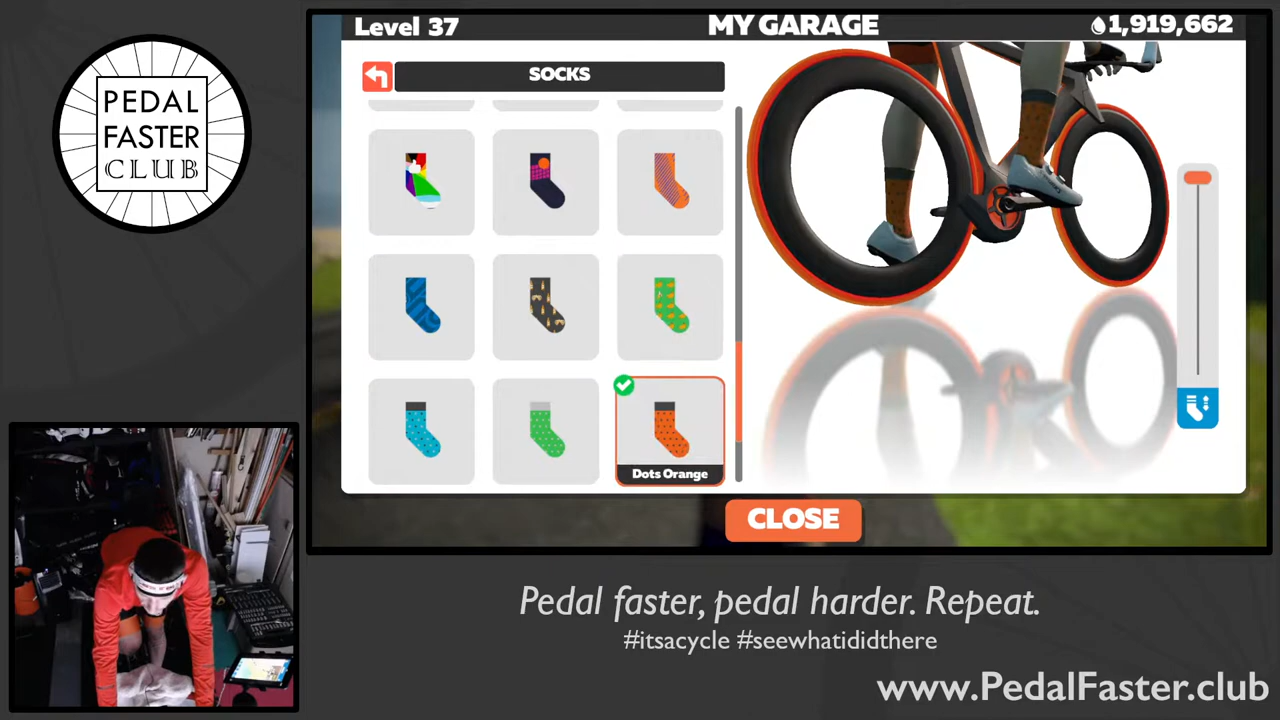 PEDAL
FASTER
CLUB
Level 37
MY GARAGE
1,919,662
SOCKS
Dots Orange
CLOSE
Pedal faster, pedal harder. Repeat.
#itsacycle #seewhatididthere
www.PedalFaster.club